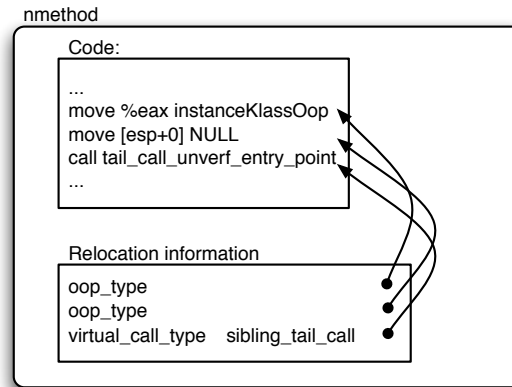 nmethod
Code:
...
move %eax instanceKlassOop
move [esp+0] NULL
call tail_call_unverf_entry_point
...
Relocation information
oop_type
oop_type
virtual_call_type sibling_tail_call